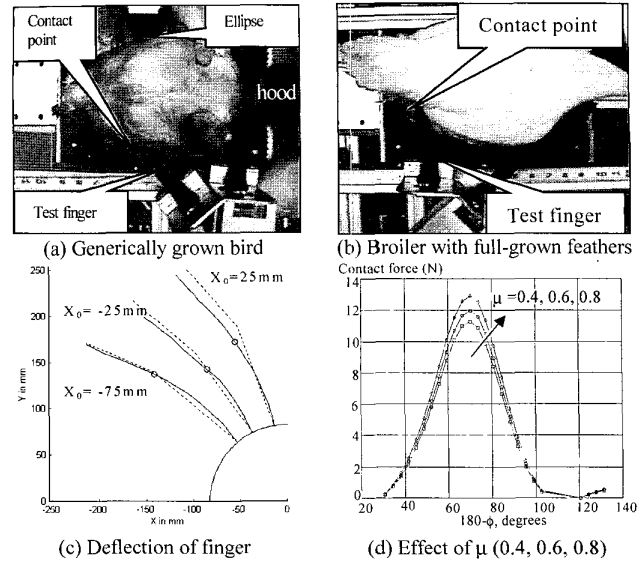 Contact point
Ellipse
hood
Test finger
Contact point
Test finger
(a) Generically grown bird
(b) Broiler with full-grown feathers
250
200
150
100
50
0
Y in mm
X₀= 25mm
X₀= -25mm
X₀= -75mm
-250 -200 -150 -100 -50 0
X in mm
(c) Deflection of finger
Contact force (N)
14
12
10
8
6
4
2
0
μ =0.4, 0.6, 0.8
20 40 60 80 100 120 140
180-ϕ, degrees
(d) Effect of μ (0.4, 0.6, 0.8)